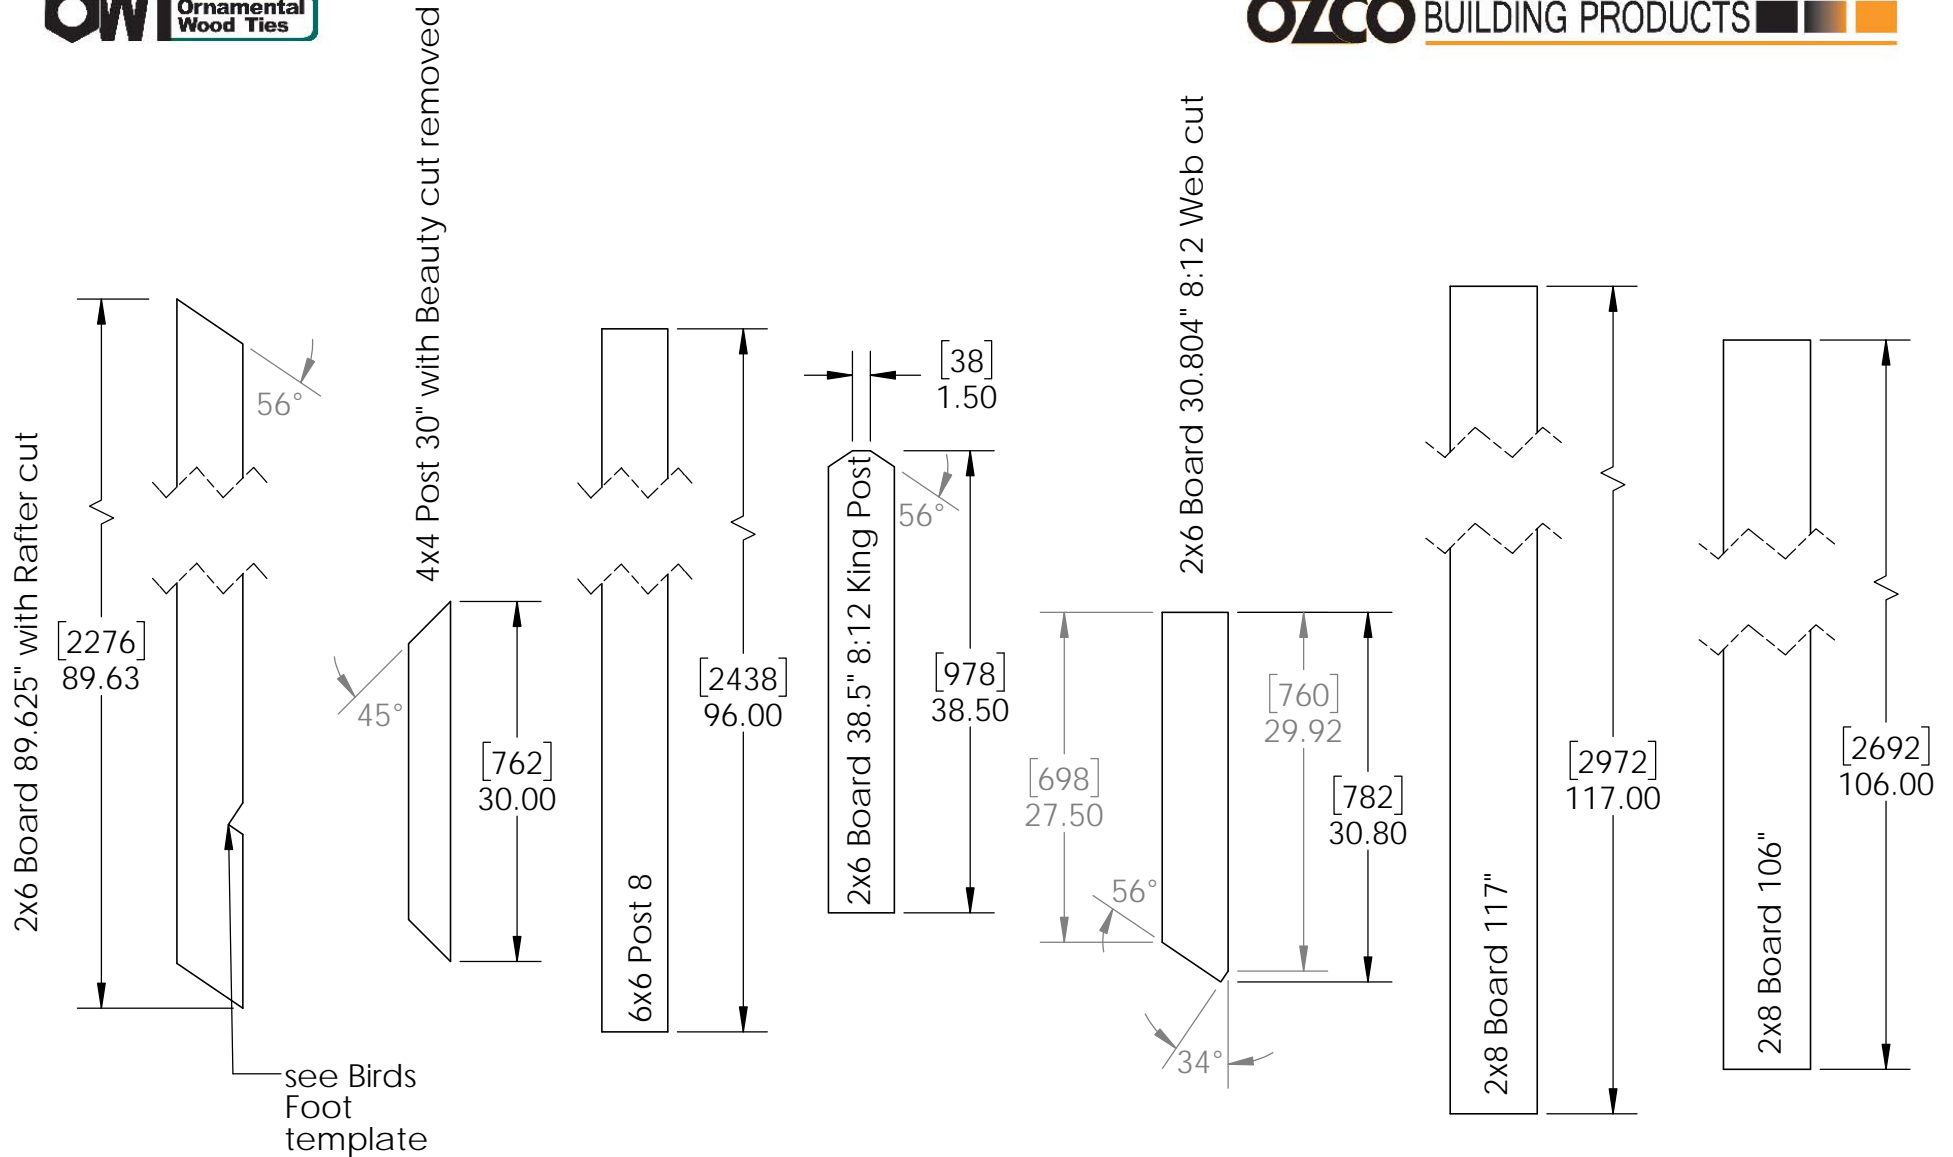 OWT Ornamental
Wood Ties
OZCO BUILDING PRODUCTS
2x6 Board 89.625" with Rafter cut
[2276]
89.63
56°
see Birds
Foot
template
4x4 Post 30" with Beauty cut removed
45°
[762]
30.00
6x6 Post 8
[2438]
96.00
[38]
1.50
2x6 Board 38.5" 8:12 King Post
56°
[978]
38.50
2x6 Board 30.804" 8:12 Web cut
[698]
27.50
56°
34°
[760]
29.92
[782]
30.80
2x8 Board 117"
[2972]
117.00
2x8 Board 106"
[2692]
106.00